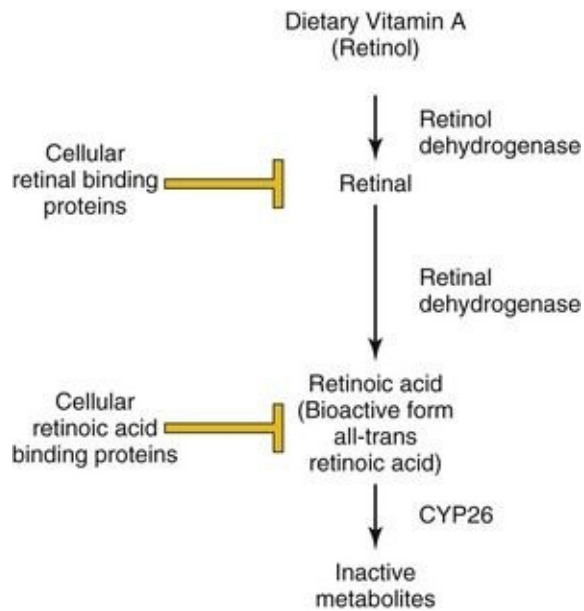 Dietary Vitamin A
(Retinol)
Retinol
dehydrogenase
Cellular
retinal binding
proteins
Retinal
Retinal
dehydrogenase
Cellular
retinoic acid
binding proteins
Retinoic acid
(Bioactive form
all-trans
retinoic acid)
CYP26
Inactive
metabolites